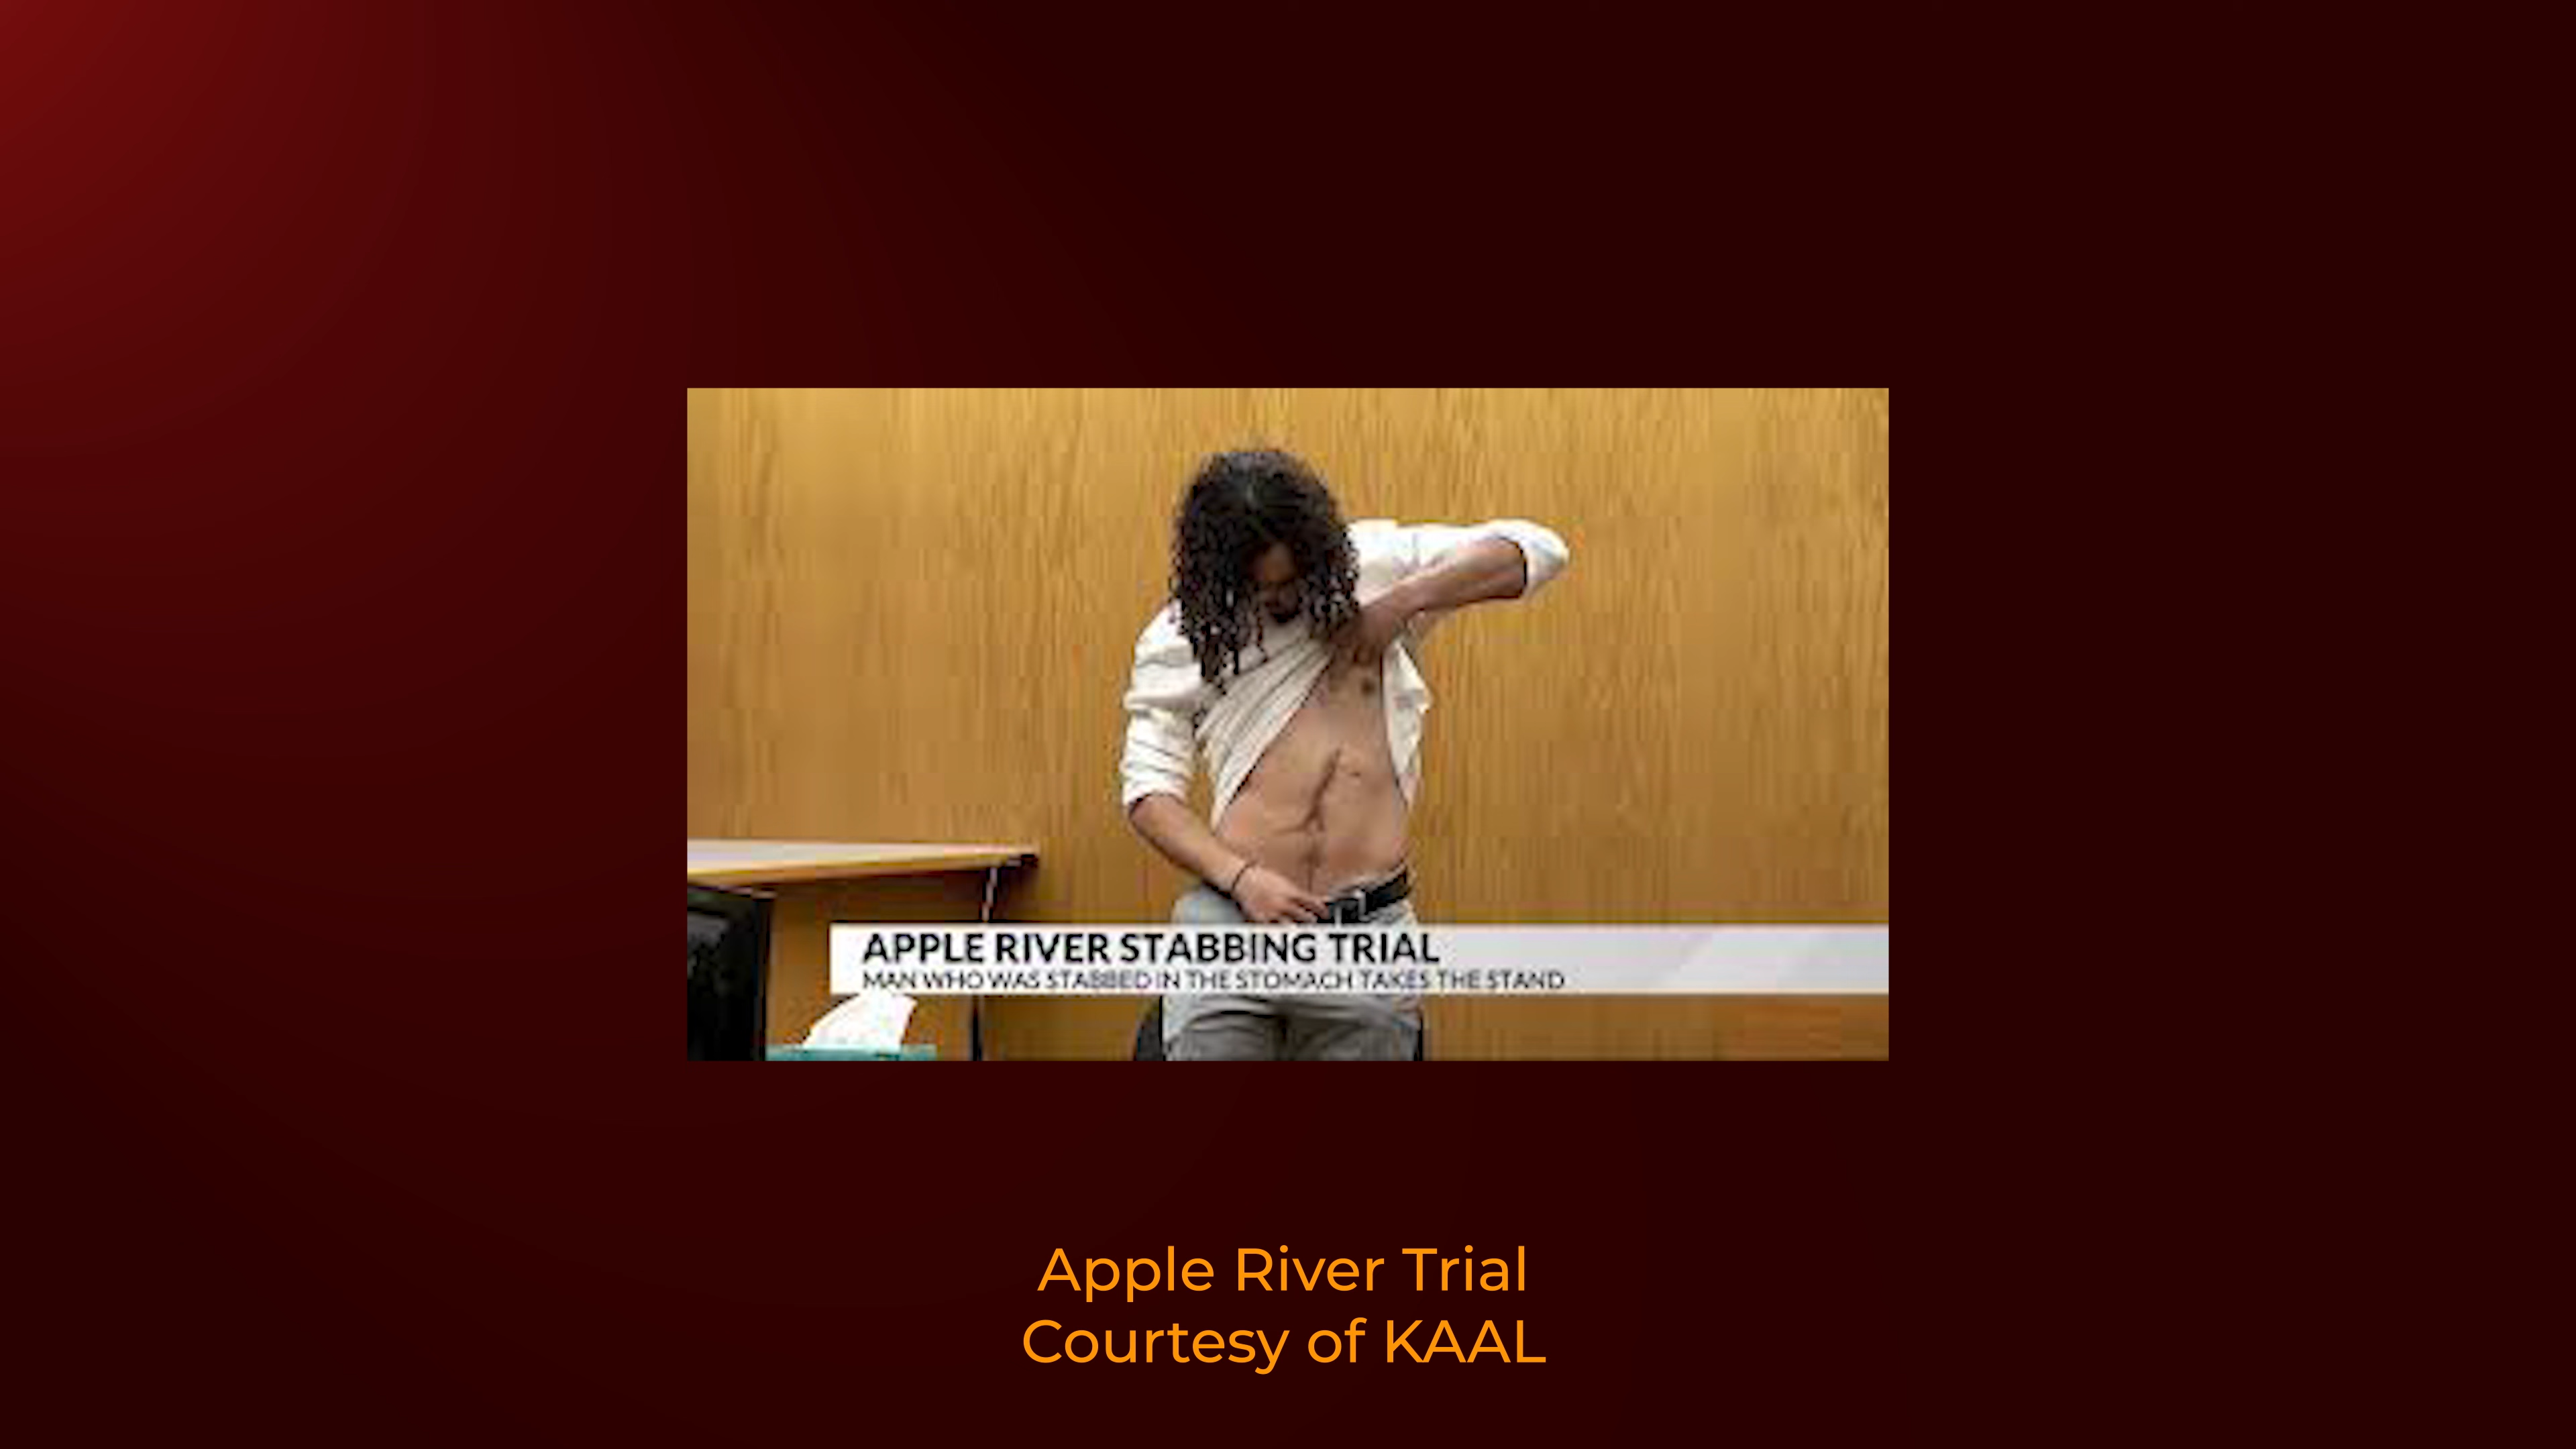 APPLE RIVER STABBING TRIAL
MAN WHO WAS STABBED IN THE STOMACH TAKES THE STAND
Apple River Trial
Courtesy of KAAL